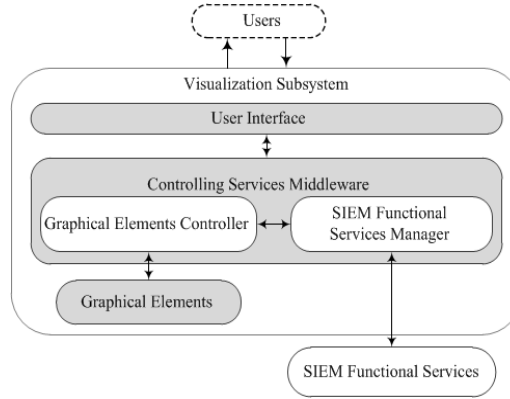 Users
Visualization Subsystem
User Interface
Controlling Services Middleware
Graphical Elements Controller
SIEM Functional
Services Manager
Graphical Elements
SIEM Functional Services